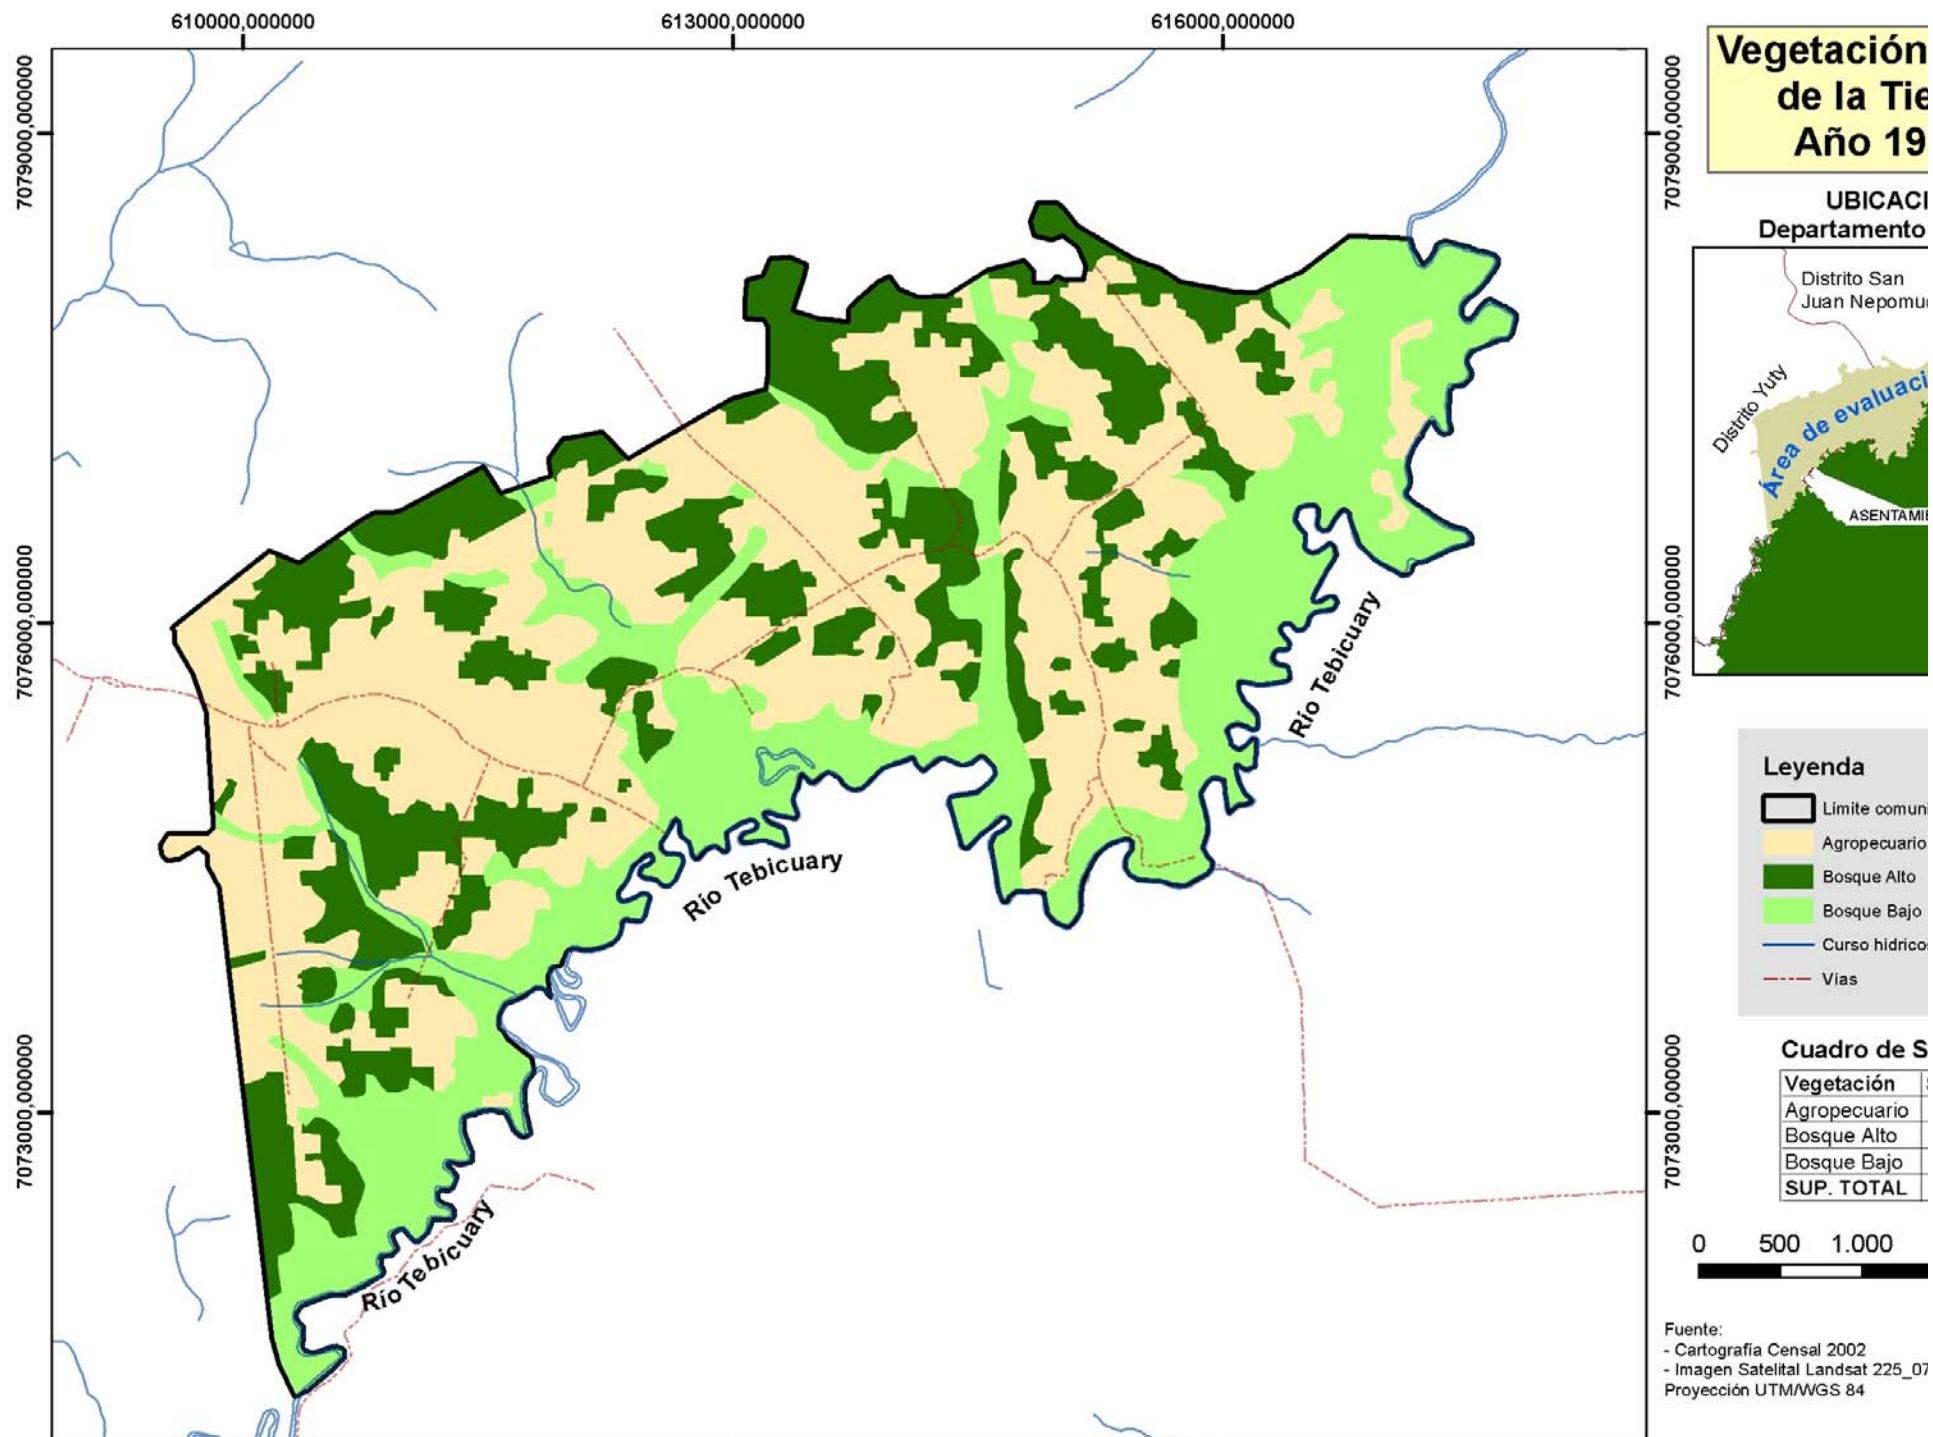 610000,000000
613000,000000
616000,000000
7079000,000000
7076000,000000
7073000,000000
7079000,000000
7076000,000000
7073000,000000
Río Tebicuary
Río Tebicuary
Río Tebicuary
Vegetación
de la Tie
Año 19
UBICACI
Departamento
Distrito San
Juan Nepomu
Distrito Yuty
Área de evaluaci
ASENTAMIE
Leyenda
Límite comuni
Agropecuario
Bosque Alto
Bosque Bajo
Curso hídrico
Vías
Cuadro de S
Vegetación
Agropecuario
Bosque Alto
Bosque Bajo
SUP. TOTAL
0 500 1.000
Fuente:
- Cartografía Censal 2002
- Imagen Satelital Landsat 225_07
Proyección UTM/WGS 84